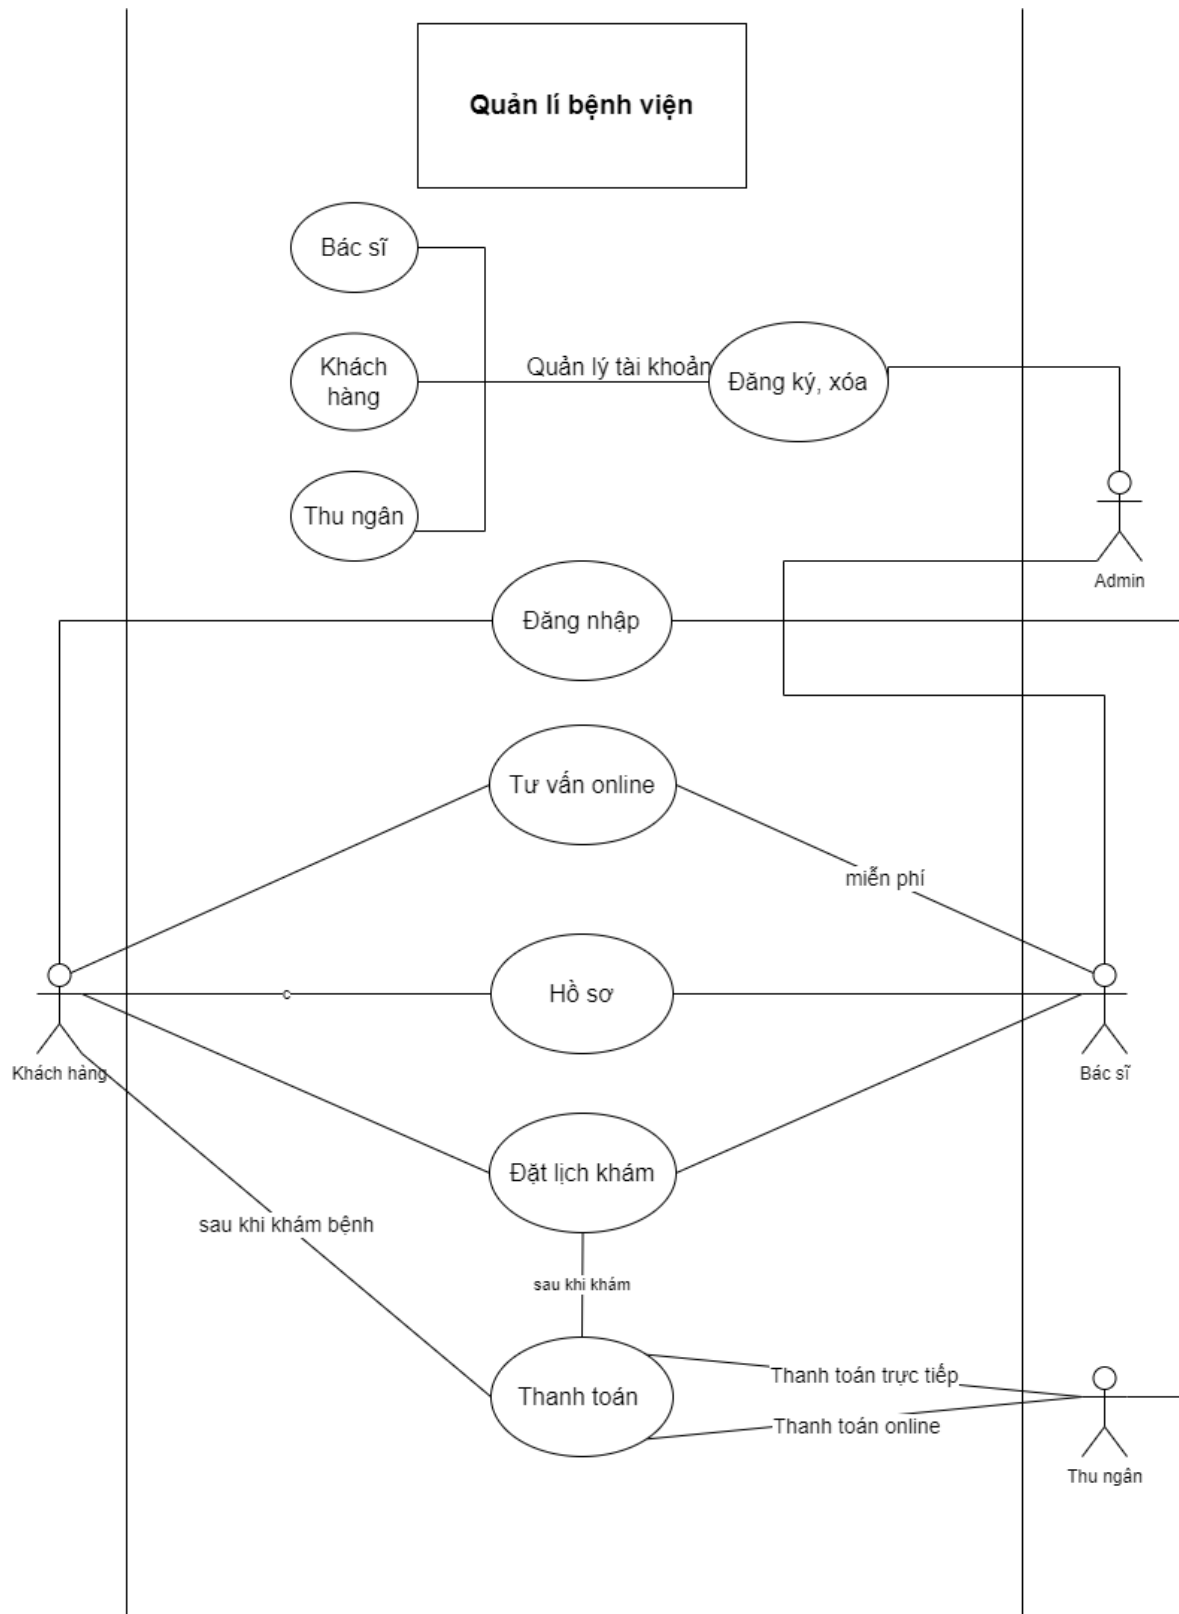 Quản lí bệnh viện
Bác sĩ
Khách
hàng
Quản lý tài khoản
Đăng ký, xóa
Thu ngân
Admin
Đăng nhập
Tư vấn online
miễn phí
c
Hồ sơ
Khách hàng
Bác sĩ
Đặt lịch khám
sau khi khám bệnh
sau khi khám
Thanh toán trực tiếp
Thanh toán
Thanh toán online
Thu ngân